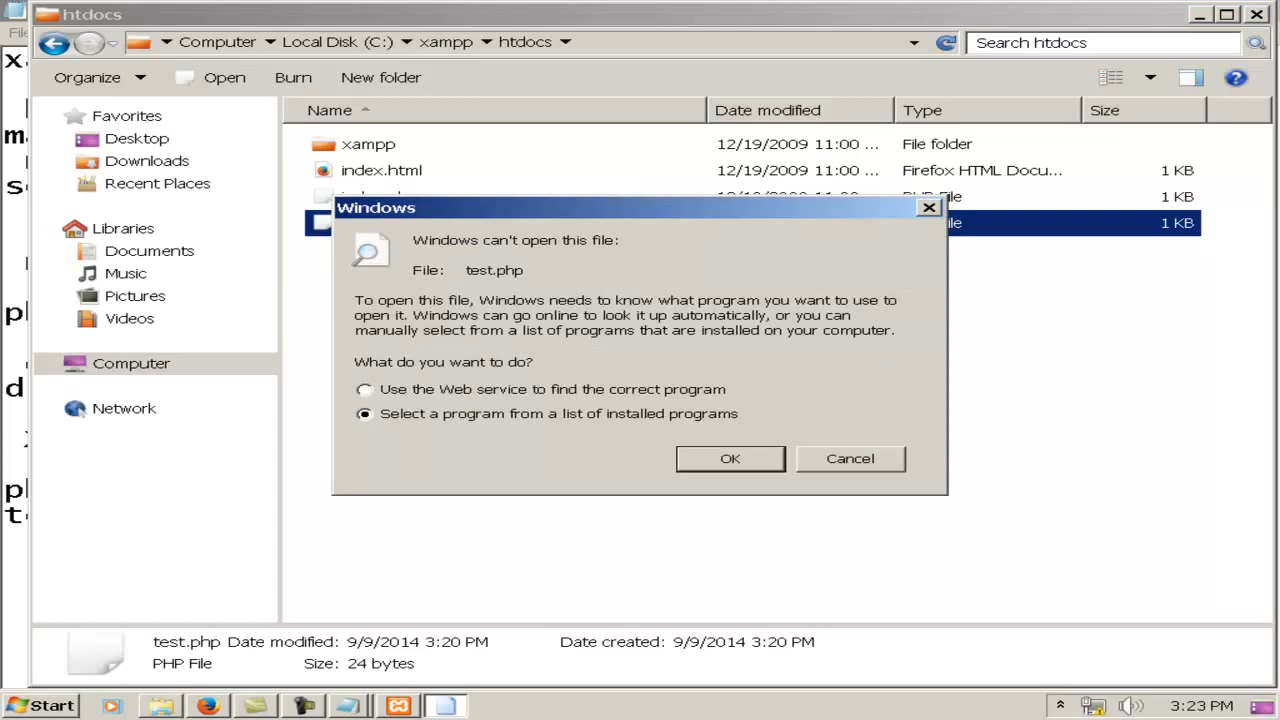 htdocs
Computer Local Disk (C:) xampp htdocs Search htdocs
Organize Open Burn New folder
Name Date modified Type Size
Favorites
Desktop
Downloads
Recent Places
Libraries
Documents
Music
Pictures
Videos
Computer
Network
xampp 12/19/2009 11:00 ... File folder
index.html 12/19/2009 11:00 ... Firefox HTML Docu... 1 KB
1 KB
1 KB
Windows
Windows can't open this file:
File: test.php
To open this file, Windows needs to know what program you want to use to
open it. Windows can go online to look it up automatically, or you can
manually select from a list of programs that are installed on your computer.
What do you want to do?
Use the Web service to find the correct program
Select a program from a list of installed programs
OK Cancel
test.php Date modified: 9/9/2014 3:20 PM Date created: 9/9/2014 3:20 PM
PHP File Size: 24 bytes
Start 3:23 PM